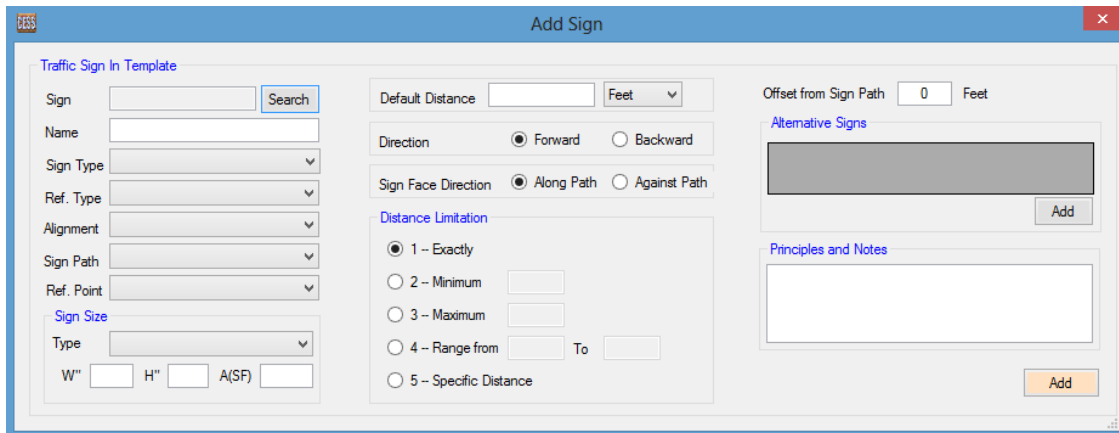 CESS
Add Sign
Traffic Sign In Template
Sign
Search
Name
Sign Type
Ref. Type
Alignment
Sign Path
Ref. Point
Sign Size
Type
W" H" A(SF)
Default Distance Feet
Direction Forward Backward
Sign Face Direction Along Path Against Path
Distance Limitation
1 -- Exactly
2 -- Minimum
3 -- Maximum
4 -- Range from To
5 -- Specific Distance
Offset from Sign Path 0 Feet
Alternative Signs
Add
Principles and Notes
Add